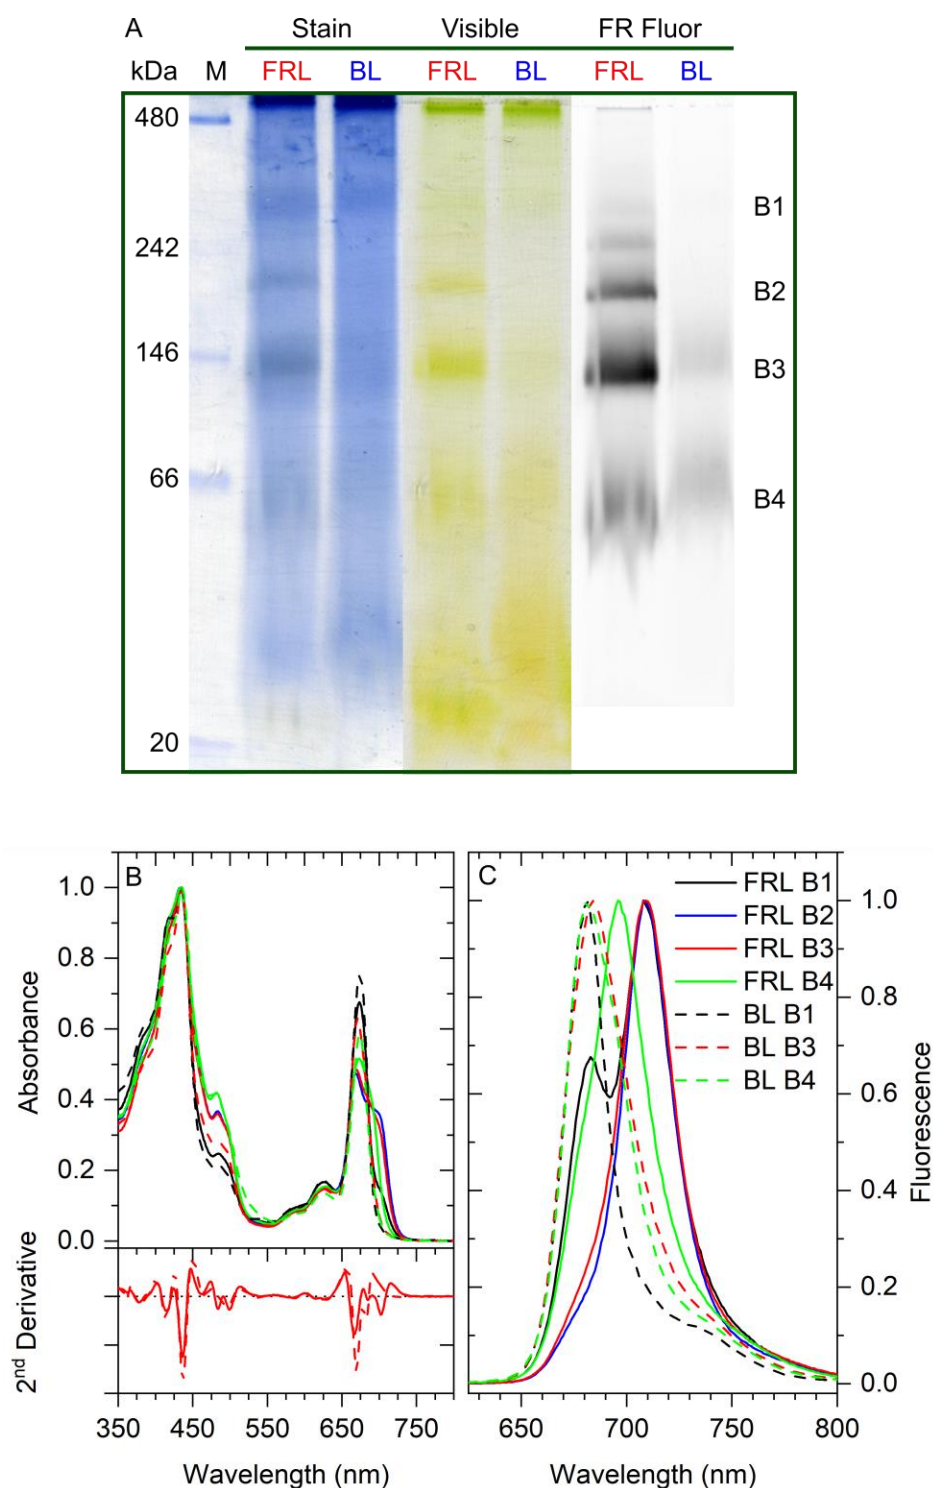 A Stain Visible FR Fluor
kDa M FRL BL FRL BL FRL BL
480
B1
242
B2
146
B3
66
B4
20
B
1.0
0.8
0.6
0.4
0.2
0.0
Absorbance
2nd Derivative
350 450 550 650 750
Wavelength (nm)
C
FRL B1
FRL B2
FRL B3
FRL B4
BL B1
BL B3
BL B4
1.0
0.8
0.6
0.4
0.2
0.0
Fluorescence
650 700 750 800
Wavelength (nm)